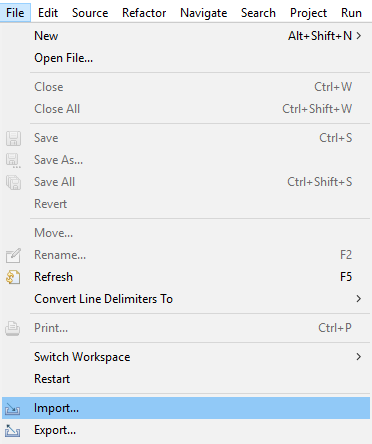 File Edit Source Refactor Navigate Search Project Run
New Alt+Shift+N >
Open File...
Close Ctrl+W
Close All Ctrl+Shift+W
Save Ctrl+S
Save As...
Save All Ctrl+Shift+S
Revert
Move...
Rename... F2
Refresh F5
Convert Line Delimiters To >
Print... Ctrl+P
Switch Workspace >
Restart
Import...
Export...